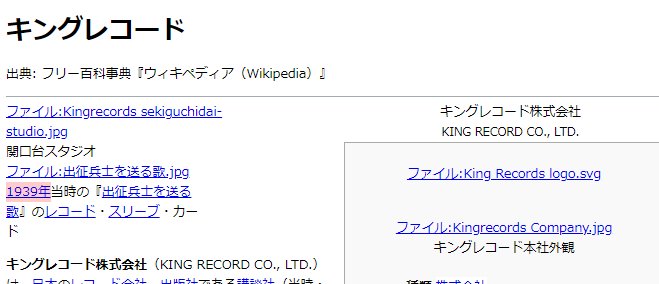 キングレコード
出典: フリー百科事典『ウィキペディア（Wikipedia）』
ファイル:Kingrecords sekiguchidai-
studio.jpg
関口台スタジオ
ファイル:出征兵士を送る歌.jpg
1939年当時の『出征兵士を送る
歌』のレコード・スリーブ・カー
ド
キングレコード株式会社（KING RECORD CO., LTD.）
は、日本のレコード会社。出版社である講談社（当時・
キングレコード株式会社
KING RECORD CO., LTD.
ファイル:King Records logo.svg
ファイル:Kingrecords Company.jpg
キングレコード本社外観
種類 株式会社